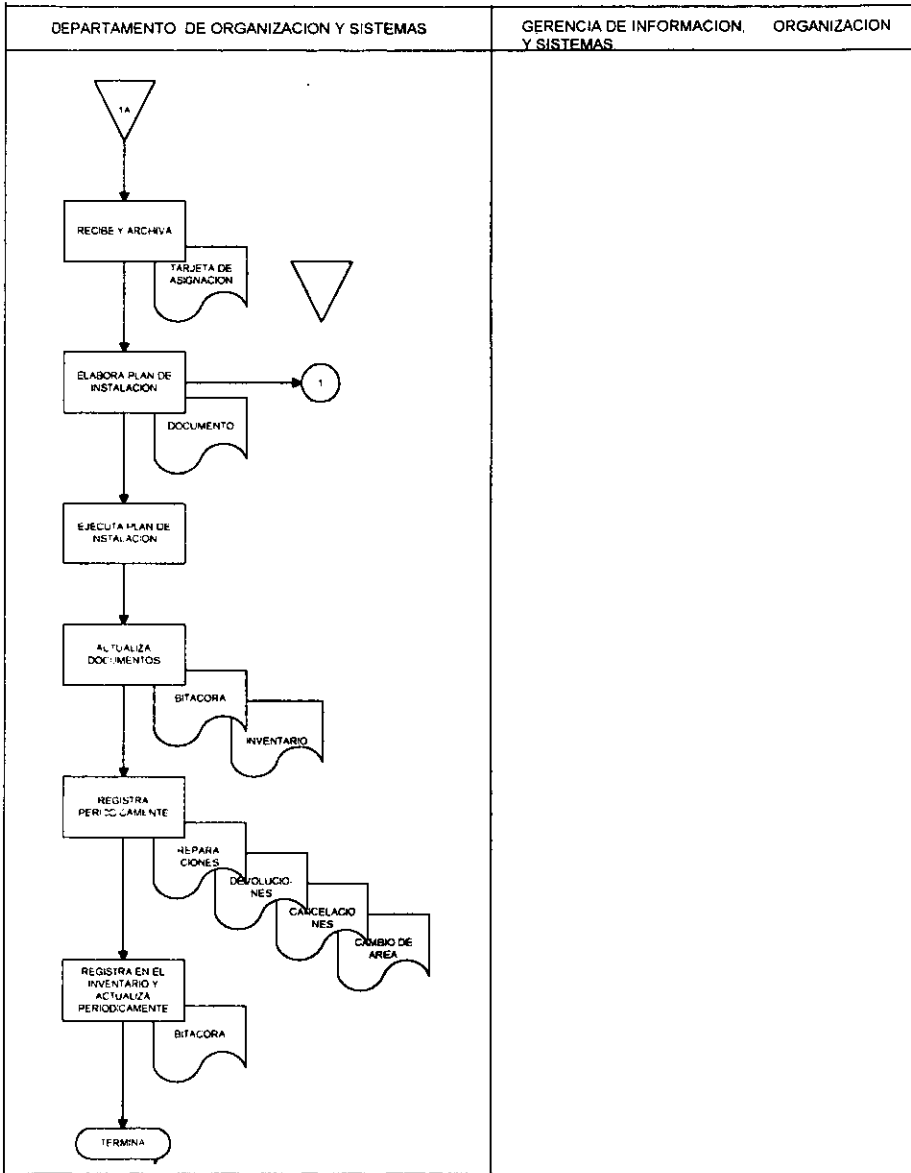 DEPARTAMENTO DE ORGANIZACION Y SISTEMAS
GERENCIA DE INFORMACION, ORGANIZACION
Y SISTEMAS
1A
RECIBE Y ARCHIVA
TARJETA DE
ASIGNACION
ELABORA PLAN DE
INSTALACION
1
DOCUMENTO
EJECUTA PLAN DE
INSTALACION
ACTUALIZA
DOCUMENTOS
BITACORA
INVENTARIO
REGISTRA
PERIODICAMENTE
REPARA
CIONES
DEVOLUCIO-
NES
CANCELACIO
NES
CAMBIO DE
AREA
REGISTRA EN EL
INVENTARIO Y
ACTUALIZA
PERIODICAMENTE
BITACORA
TERMINA